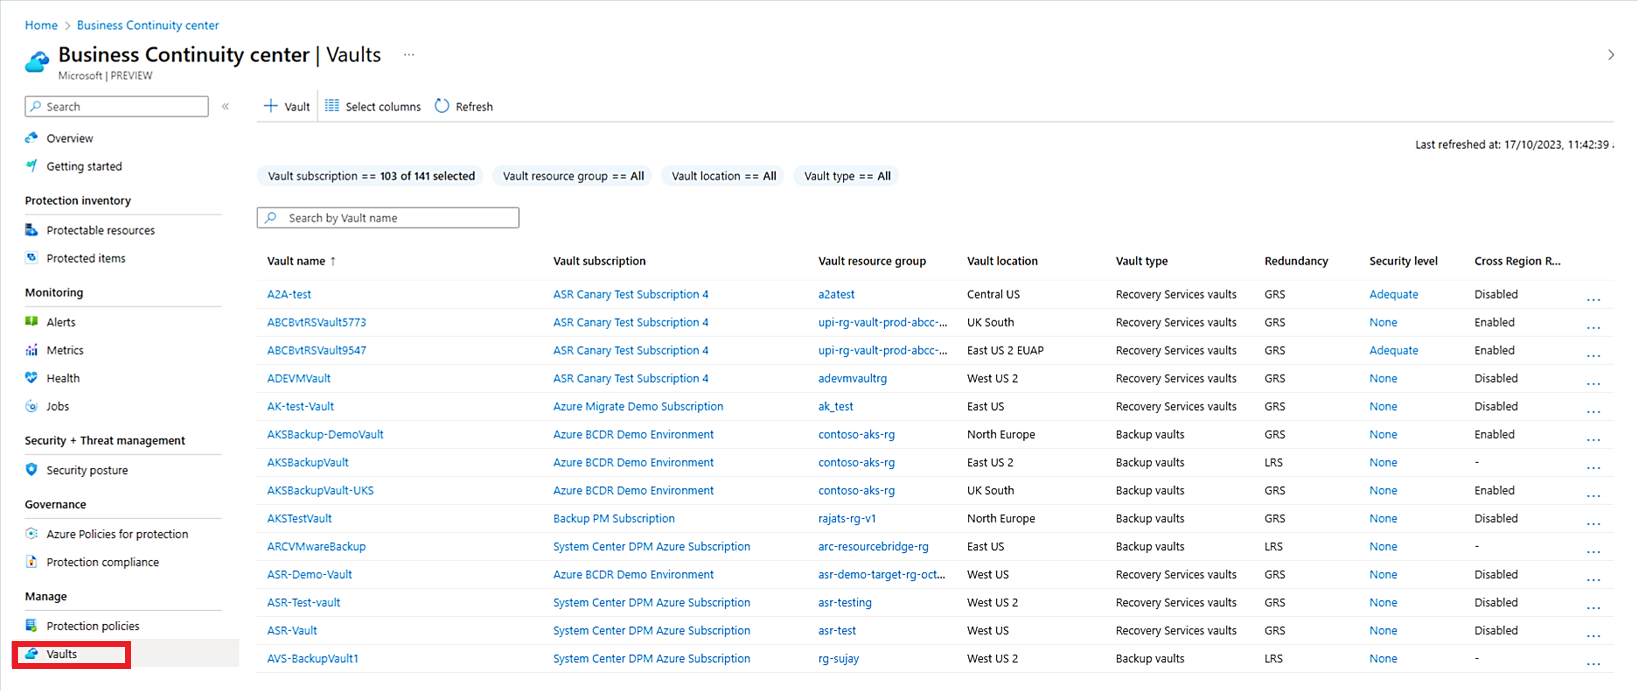 Home > Business Continuity center
Business Continuity center | Vaults ...
Microsoft | PREVIEW
Search «
Overview
Getting started
Protection inventory
Protectable resources
Protected items
Monitoring
Alerts
Metrics
Health
Jobs
Security + Threat management
Security posture
Governance
Azure Policies for protection
Protection compliance
Manage
Protection policies
Vaults
+ Vault Select columns Refresh
Last refreshed at: 17/10/2023, 11:42:39
Vault subscription == 103 of 141 selected Vault resource group == All Vault location == All Vault type == All
Search by Vault name
Vault name ↑ Vault subscription Vault resource group Vault location Vault type Redundancy Security level Cross Region R...
A2A-test ASR Canary Test Subscription 4 a2atest Central US Recovery Services vaults GRS Adequate Disabled ...
ABCBvtRSVault5773 ASR Canary Test Subscription 4 upi-rg-vault-prod-abcc-... UK South Recovery Services vaults GRS None Enabled ...
ABCBvtRSVault9547 ASR Canary Test Subscription 4 upi-rg-vault-prod-abcc-... East US 2 EUAP Recovery Services vaults GRS Adequate Enabled ...
ADEVMVault ASR Canary Test Subscription 4 adevmvaultrg West US 2 Recovery Services vaults GRS None Disabled ...
AK-test-Vault Azure Migrate Demo Subscription ak_test East US Recovery Services vaults GRS None Disabled ...
AKSBackup-DemoVault Azure BCDR Demo Environment contoso-aks-rg North Europe Backup vaults GRS None Enabled ...
AKSBackupVault Azure BCDR Demo Environment contoso-aks-rg East US 2 Backup vaults LRS None - ...
AKSBackupVault-UKS Azure BCDR Demo Environment contoso-aks-rg UK South Backup vaults GRS None Enabled ...
AKSTestVault Backup PM Subscription rajats-rg-v1 North Europe Backup vaults GRS None Disabled ...
ARCVMwareBackup System Center DPM Azure Subscription arc-resourcebridge-rg East US Backup vaults LRS None - ...
ASR-Demo-Vault Azure BCDR Demo Environment asr-demo-target-rg-oct... West US Recovery Services vaults GRS None Disabled ...
ASR-Test-vault System Center DPM Azure Subscription asr-testing West US 2 Recovery Services vaults GRS None Disabled ...
ASR-Vault System Center DPM Azure Subscription asr-test West US Recovery Services vaults GRS None Disabled ...
AVS-BackupVault1 System Center DPM Azure Subscription rg-sujay West US 2 Backup vaults LRS None - ...